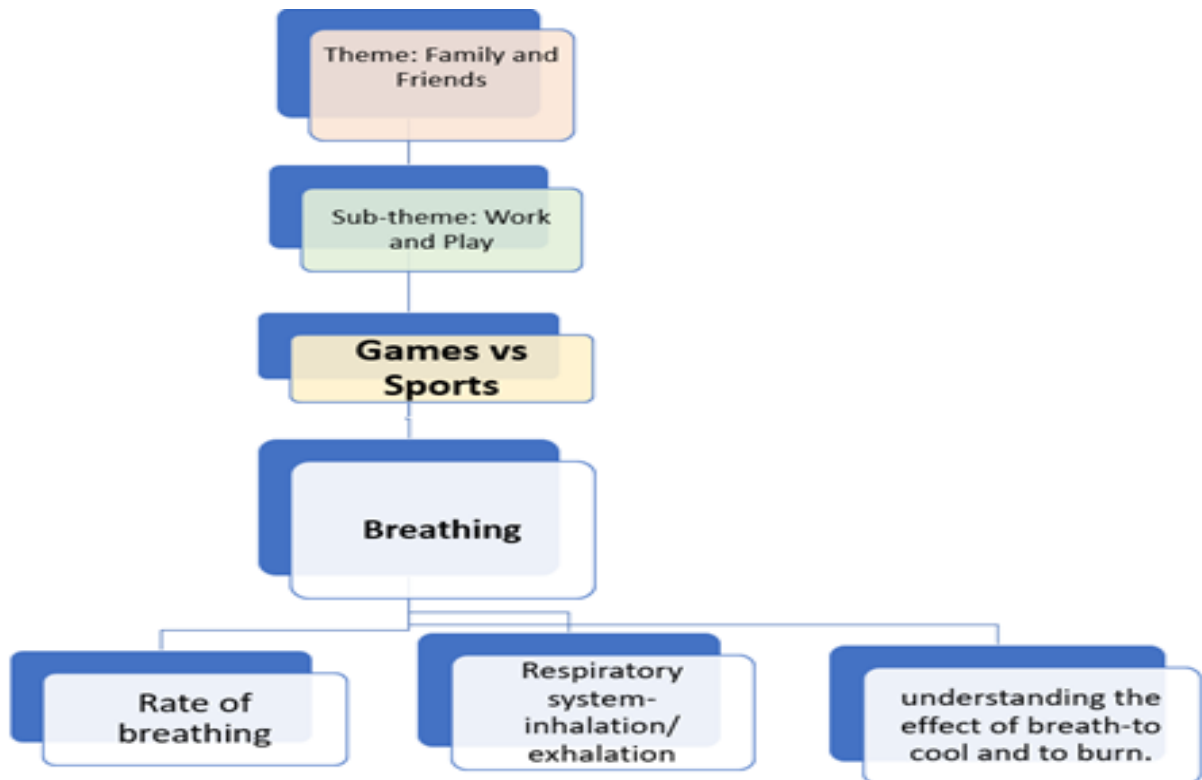 Theme: Family and
Friends
Sub-theme: Work
and Play
Games vs
Sports
Breathing
Rate of
breathing
Respiratory
system-
inhalation/
exhalation
understanding the
effect of breath-to
cool and to burn.